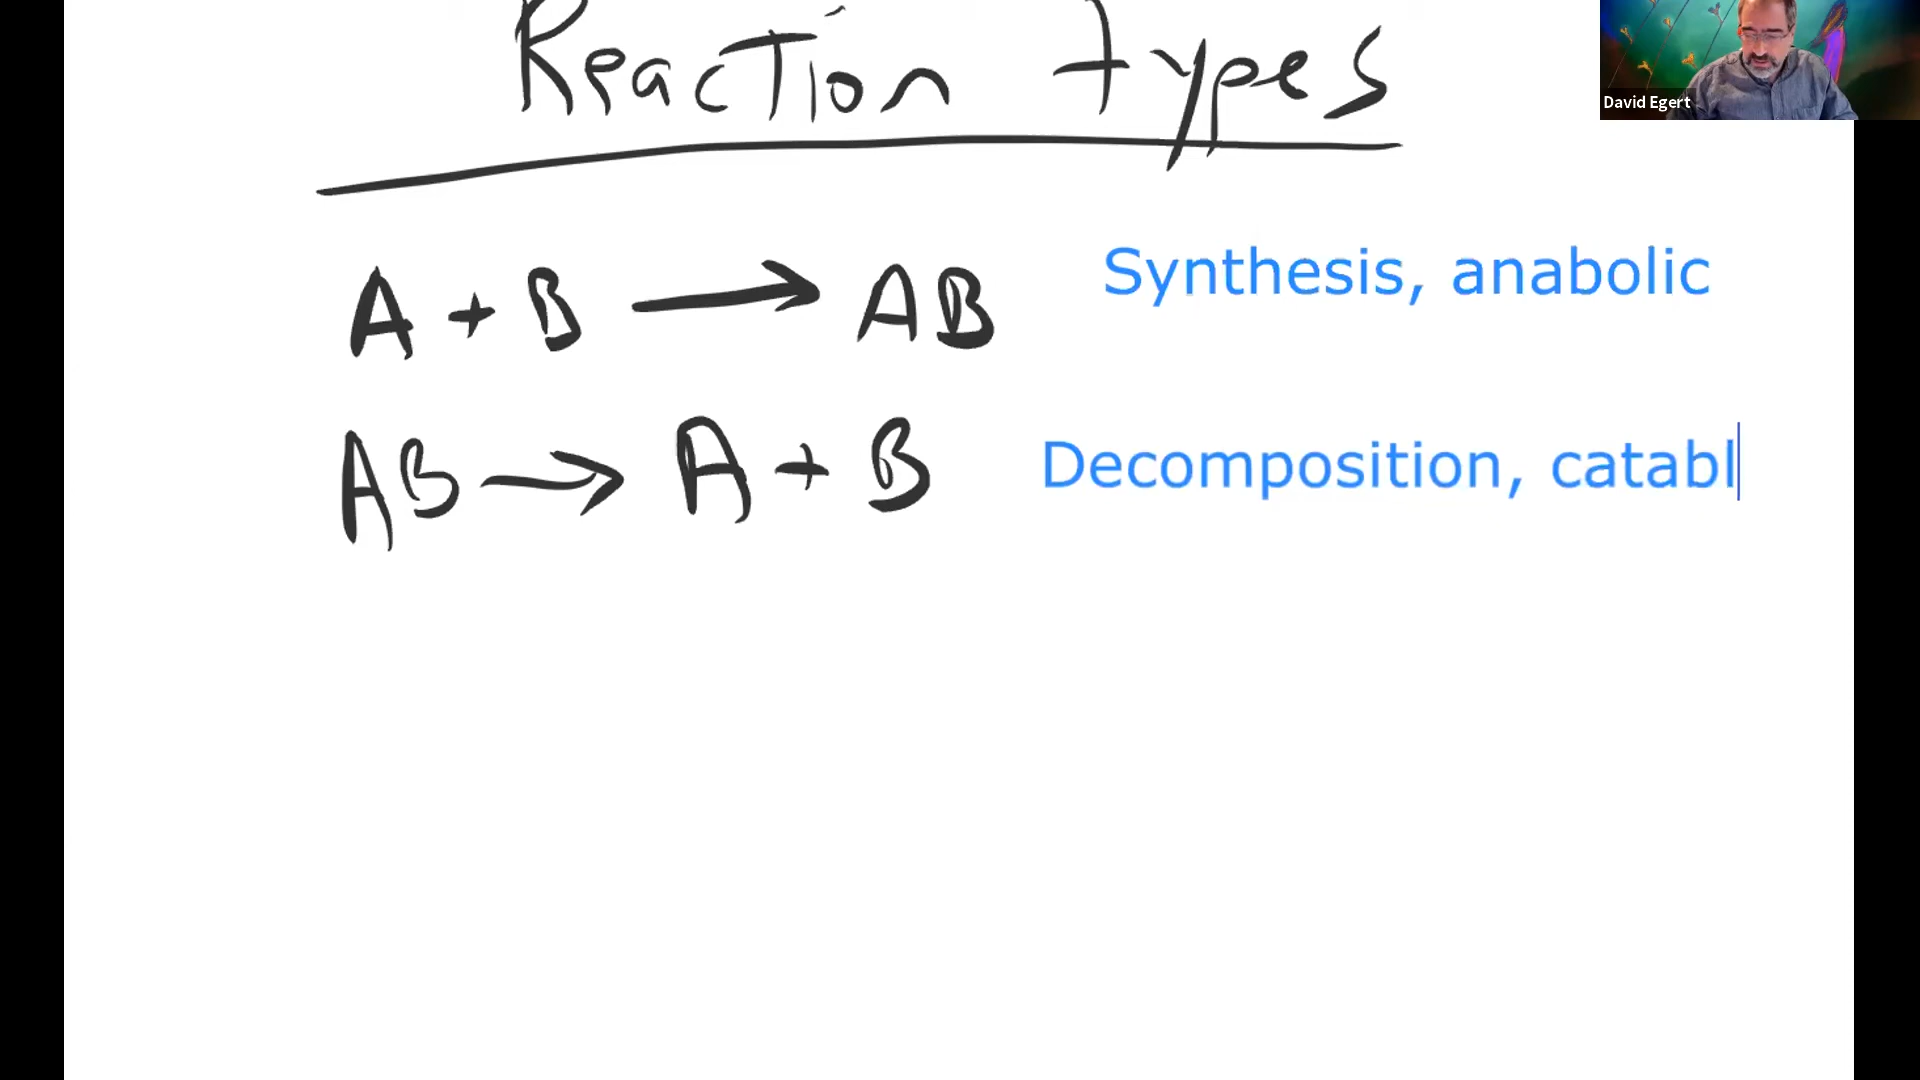 Reaction types
David Egert
A + B → AB
Synthesis, anabolic
AB → A + B
Decomposition, catabl